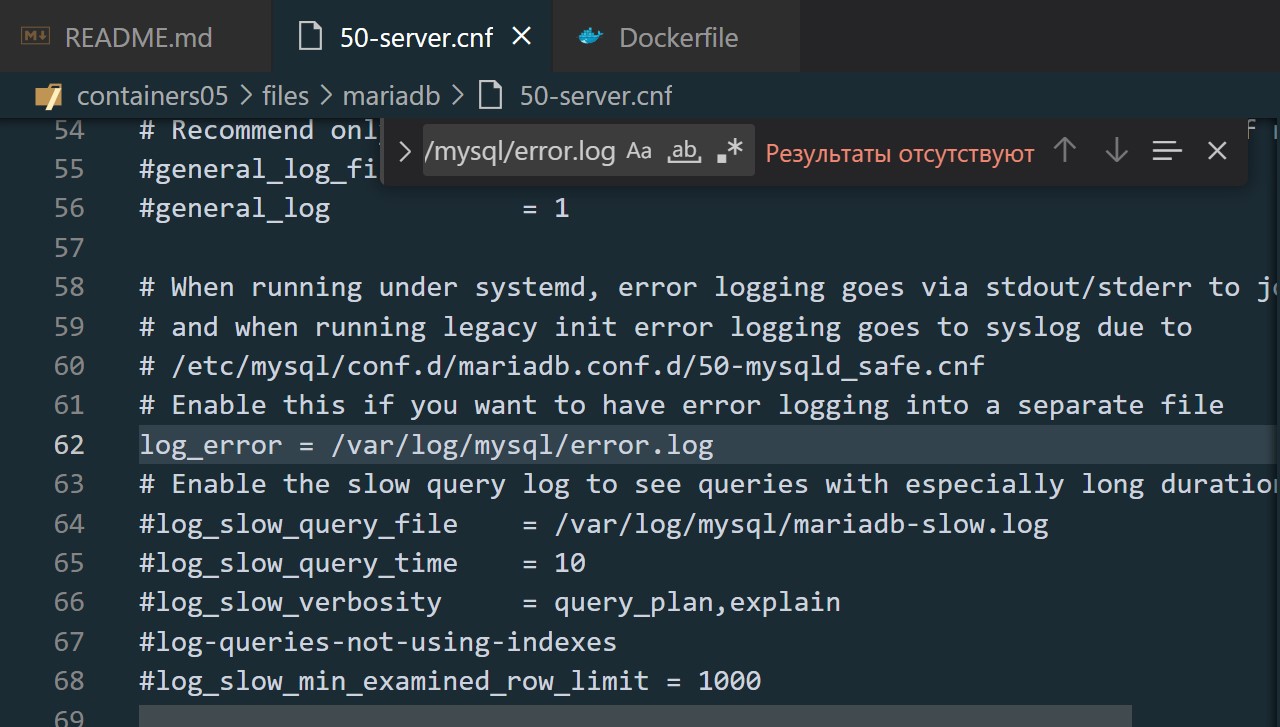 README.md 50-server.cnf Dockerfile
containers05 files mariadb 50-server.cnf
/mysql/error.log Aa ab .* Результаты отсутствуют
54 # Recommend onl
55 #general_log_fi
56 #general_log = 1
57
58 # When running under systemd, error logging goes via stdout/stderr to
59 # and when running legacy init error logging goes to syslog due to
60 # /etc/mysql/conf.d/mariadb.conf.d/50-mysqld_safe.cnf
61 # Enable this if you want to have error logging into a separate file
62 log_error = /var/log/mysql/error.log
63 # Enable the slow query log to see queries with especially long duratio
64 #log_slow_query_file = /var/log/mysql/mariadb-slow.log
65 #log_slow_query_time = 10
66 #log_slow_verbosity = query_plan,explain
67 #log-queries-not-using-indexes
68 #log_slow_min_examined_row_limit = 1000
69